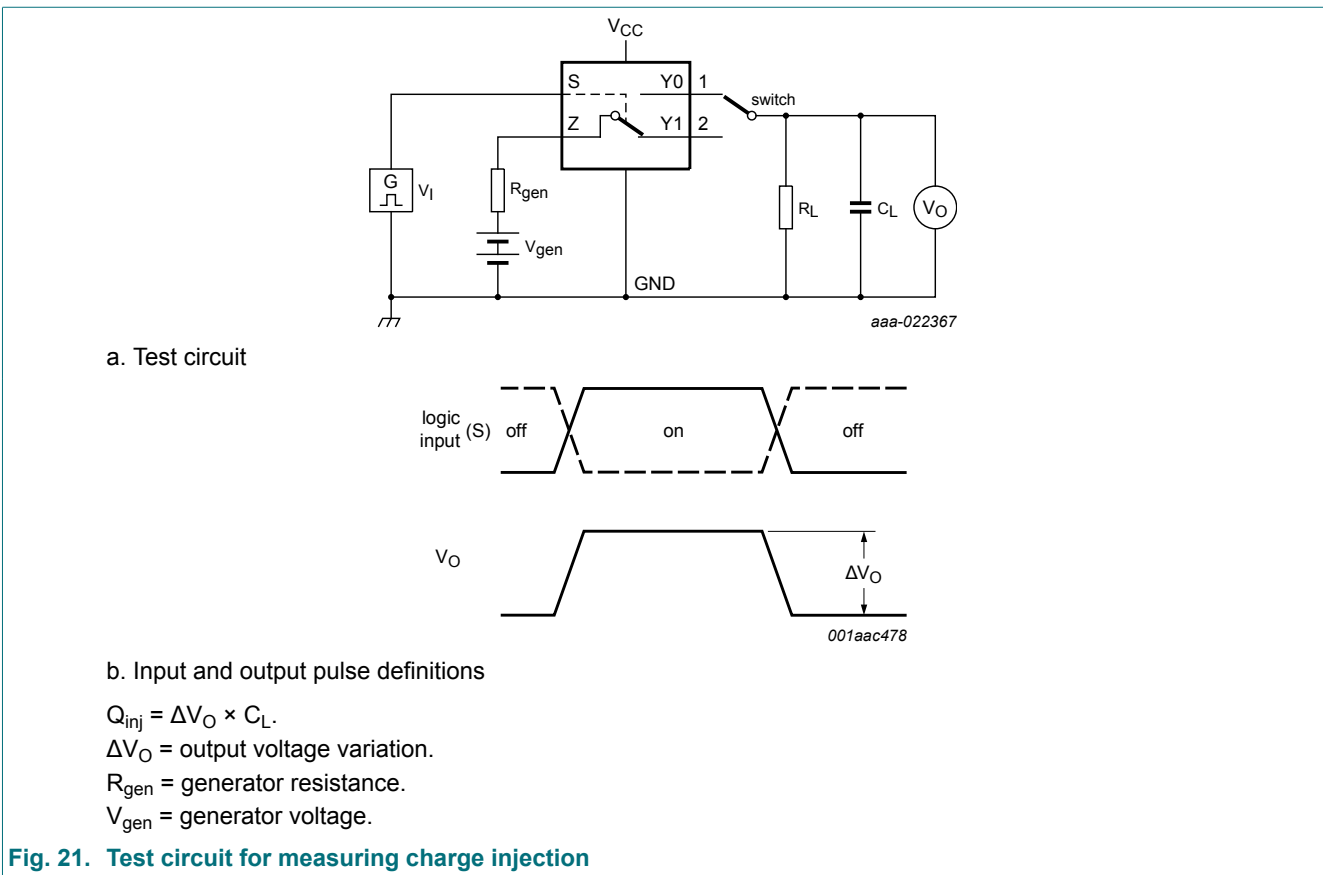 VCC
S Y0 1
switch
Z Y1 2
G VI
Rgen
RL CL VO
Vgen
GND
aaa-022367
a. Test circuit
logic input (S) off on off
VO
ΔVO
001aac478
b. Input and output pulse definitions
Qinj = ΔVO × CL.
ΔVO = output voltage variation.
Rgen = generator resistance.
Vgen = generator voltage.
Fig. 21. Test circuit for measuring charge injection